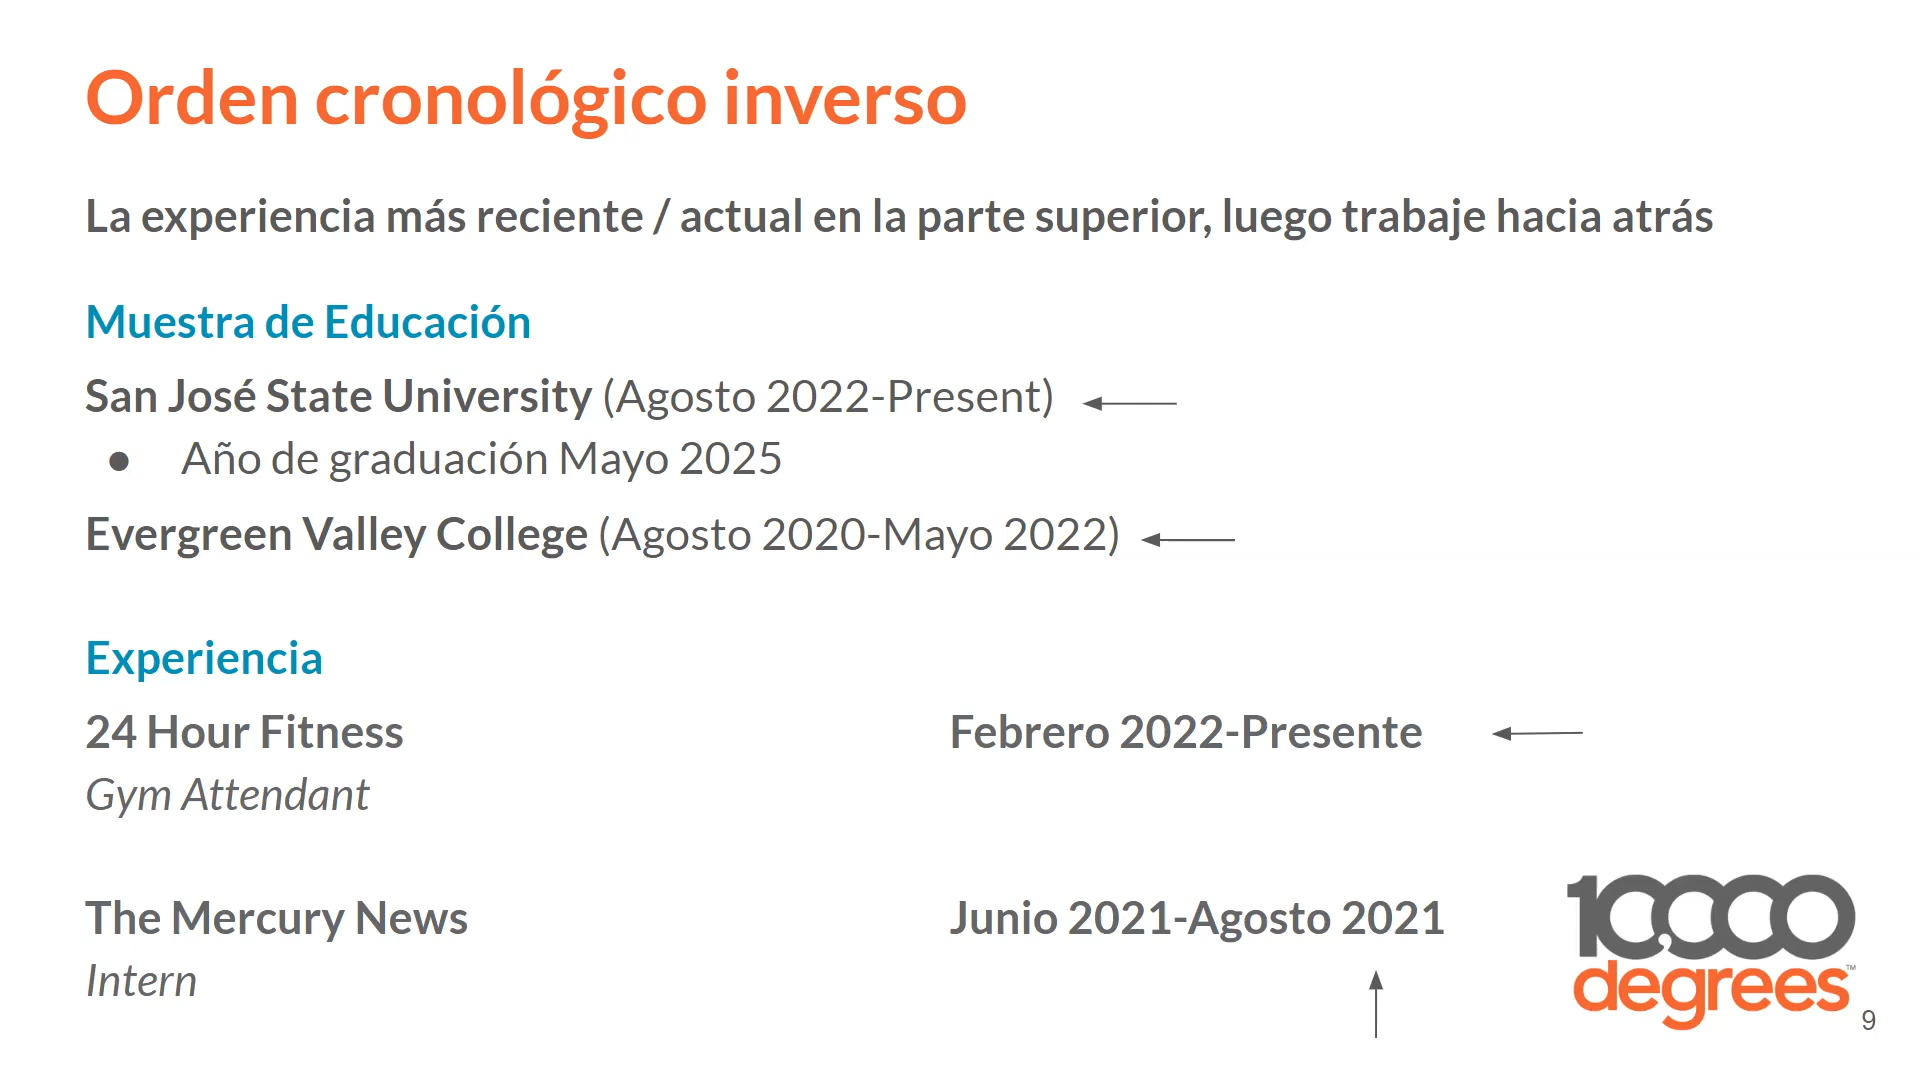 Orden cronológico inverso
La experiencia más reciente / actual en la parte superior, luego trabaje hacia atrás
Muestra de Educación
San José State University (Agosto 2022-Present)
● Año de graduación Mayo 2025
Evergreen Valley College (Agosto 2020-Mayo 2022)
Experiencia
24 Hour Fitness Febrero 2022-Presente
Gym Attendant
The Mercury News Junio 2021-Agosto 2021
Intern
10,000
degrees™
9